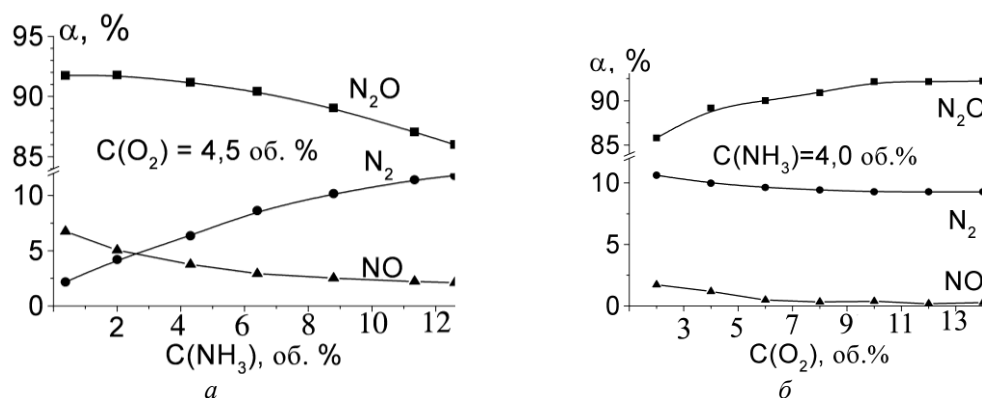 α, %
95
90
85
10
5
0
N₂O
C(O₂) = 4,5 об. %
N₂
NO
2 4 6 8 10 12
C(NH₃), об. %
а
α, %
90
85
10
5
0
N₂O
C(NH₃)=4,0 об.%
N₂
NO
3 5 7 9 11 13
C(O₂), об.%
б